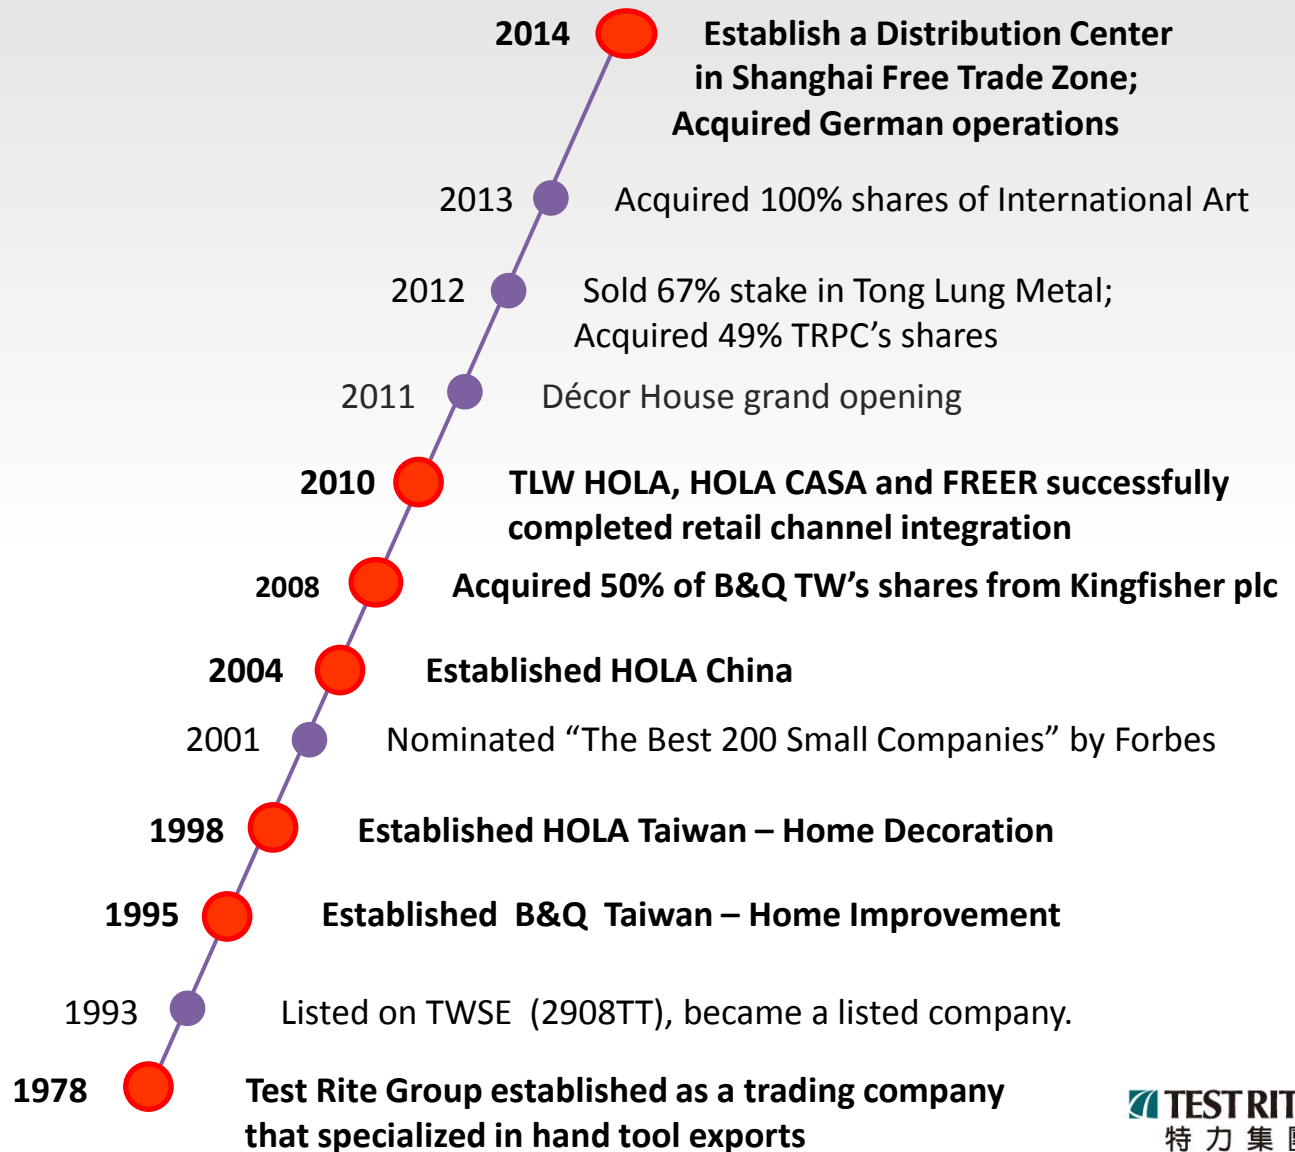 2014 Establish a Distribution Center
in Shanghai Free Trade Zone;
Acquired German operations
2013 Acquired 100% shares of International Art
2012 Sold 67% stake in Tong Lung Metal;
Acquired 49% TRPC’s shares
2011 Décor House grand opening
2010 TLW HOLA, HOLA CASA and FREER successfully
completed retail channel integration
2008 Acquired 50% of B&Q TW’s shares from Kingfisher plc
2004 Established HOLA China
2001 Nominated “The Best 200 Small Companies” by Forbes
1998 Established HOLA Taiwan – Home Decoration
1995 Established B&Q Taiwan – Home Improvement
1993 Listed on TWSE (2908TT), became a listed company.
1978 Test Rite Group established as a trading company
that specialized in hand tool exports
TEST RIT
特力集團